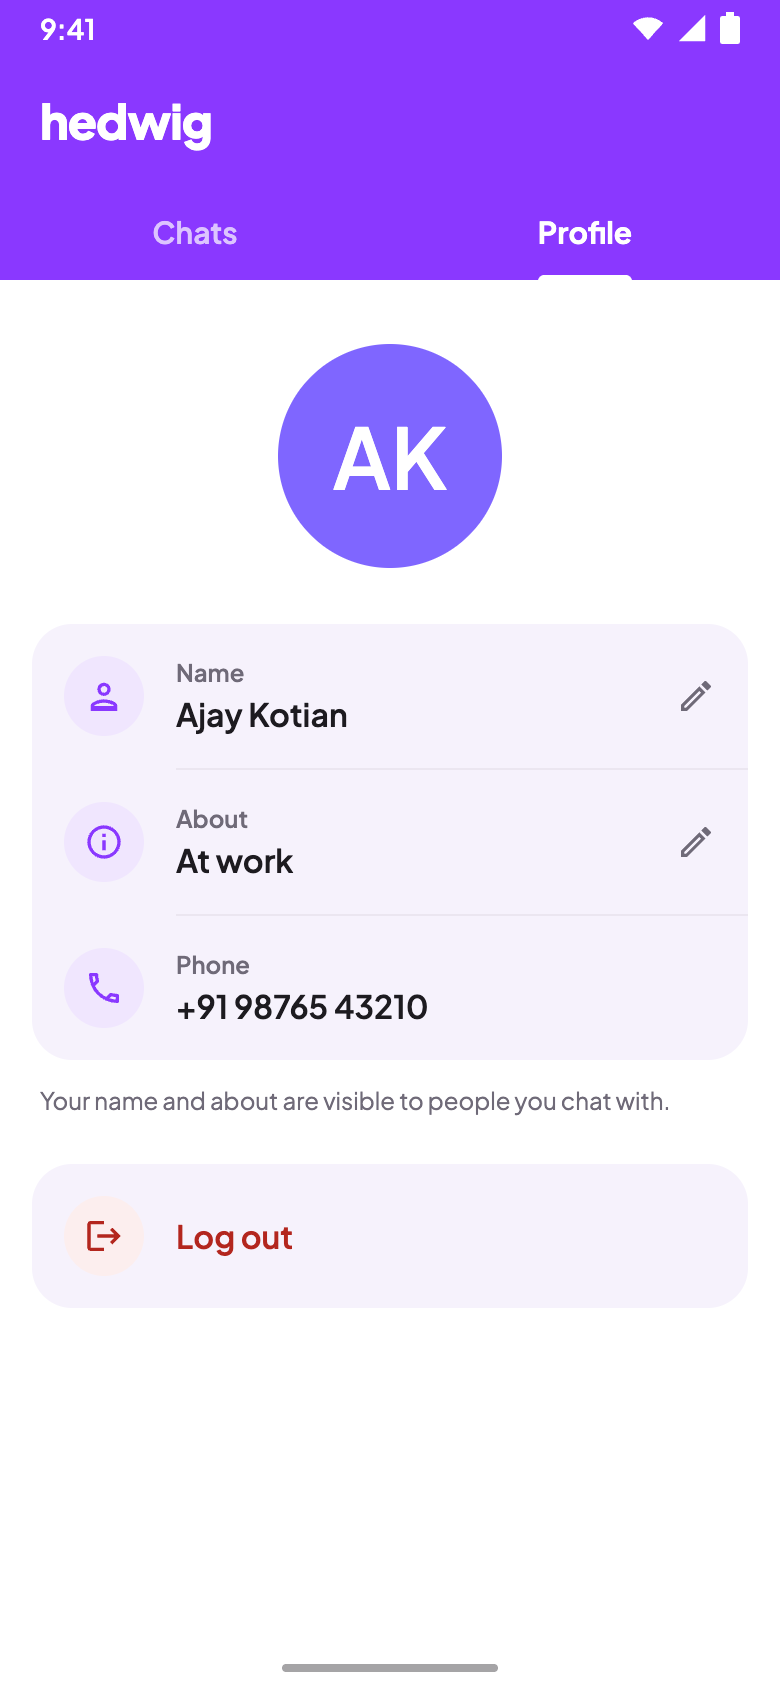 9:41
hedwig
Chats
Profile
AK
Name
Ajay Kotian
About
At work
Phone
+91 98765 43210
Your name and about are visible to people you chat with.
Log out